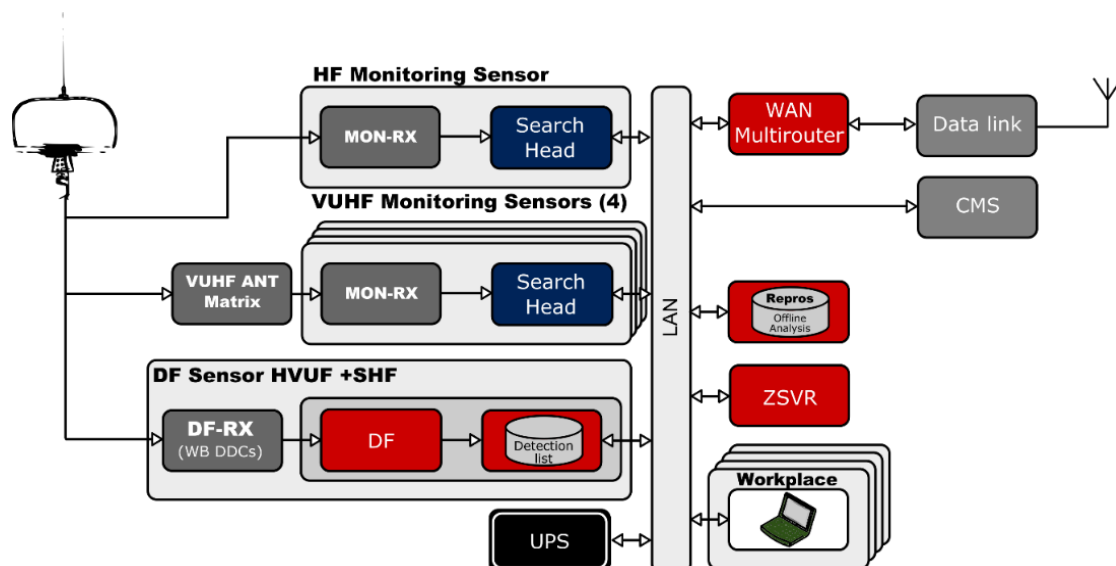 HF Monitoring Sensor
MON-RX
Search
Head
WAN
Multirouter
Data link
VUHF Monitoring Sensors (4)
CMS
VUHF ANT
Matrix
MON-RX
Search
Head
LAN
Repros
Offline
Analysis
DF Sensor HVUF +SHF
DF-RX
(WB DDCs)
DF
Detection
list
ZSVR
Workplace
UPS